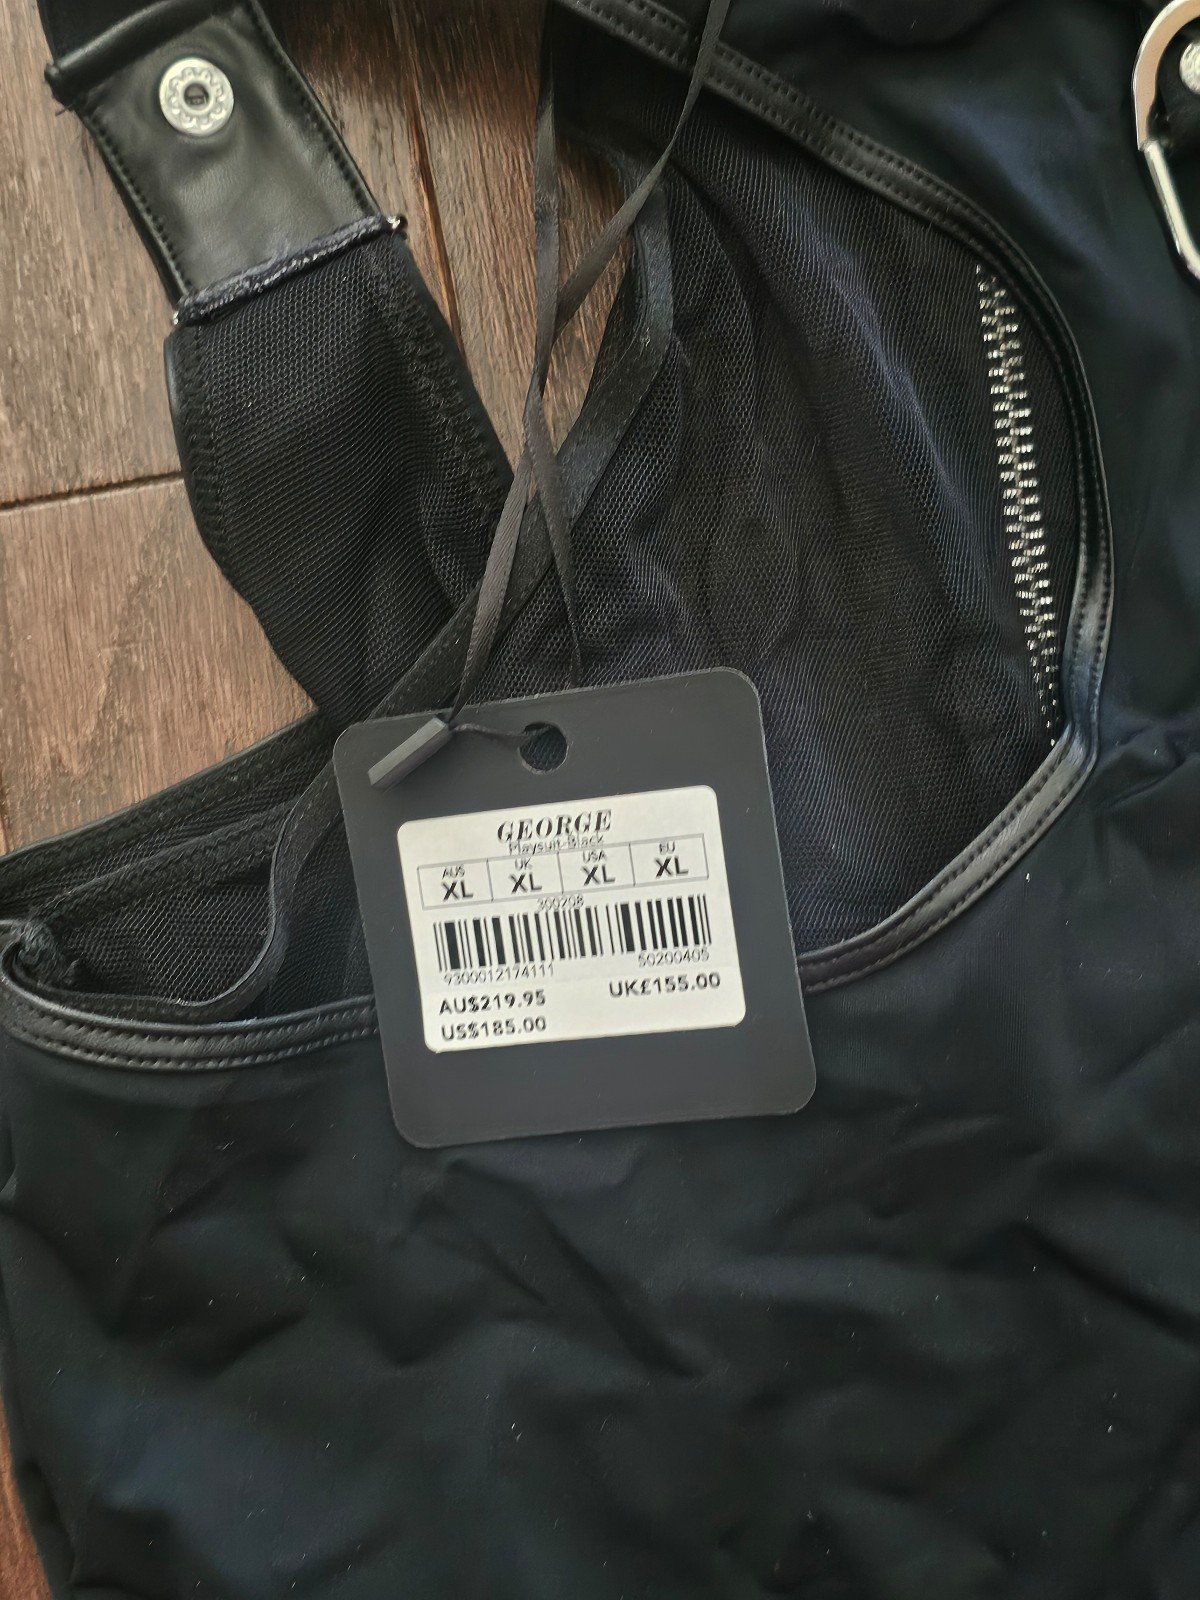 GEORGE
Playsuit-Black
AUS UK USA EU
XL XL XL XL
300208
9300012174111 50200405
AU$219.95 UK£155.00
US$185.00